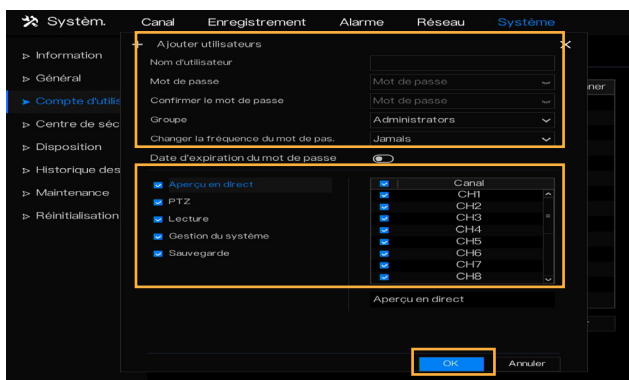 Systèm. Canal Enregistrement Alarme Réseau Système
Ajouter utilisateurs
Information
Nom d'utilisateur
Général
Mot de passe Mot de passe
Compte d'utilis
Confirmer le mot de passe Mot de passe
Centre de séc
Groupe Administrators
Disposition
Changer la fréquence du mot de pas. Jamais
Date d'expiration du mot de passe
Historique des
Maintenance
Réinitialisation
Aperçu en direct
PTZ
Lecture
Gestion du système
Sauvegarde
Canal
CH1
CH2
CH3
CH4
CH5
CH6
CH7
CH8
Aperçu en direct
OK Annuler